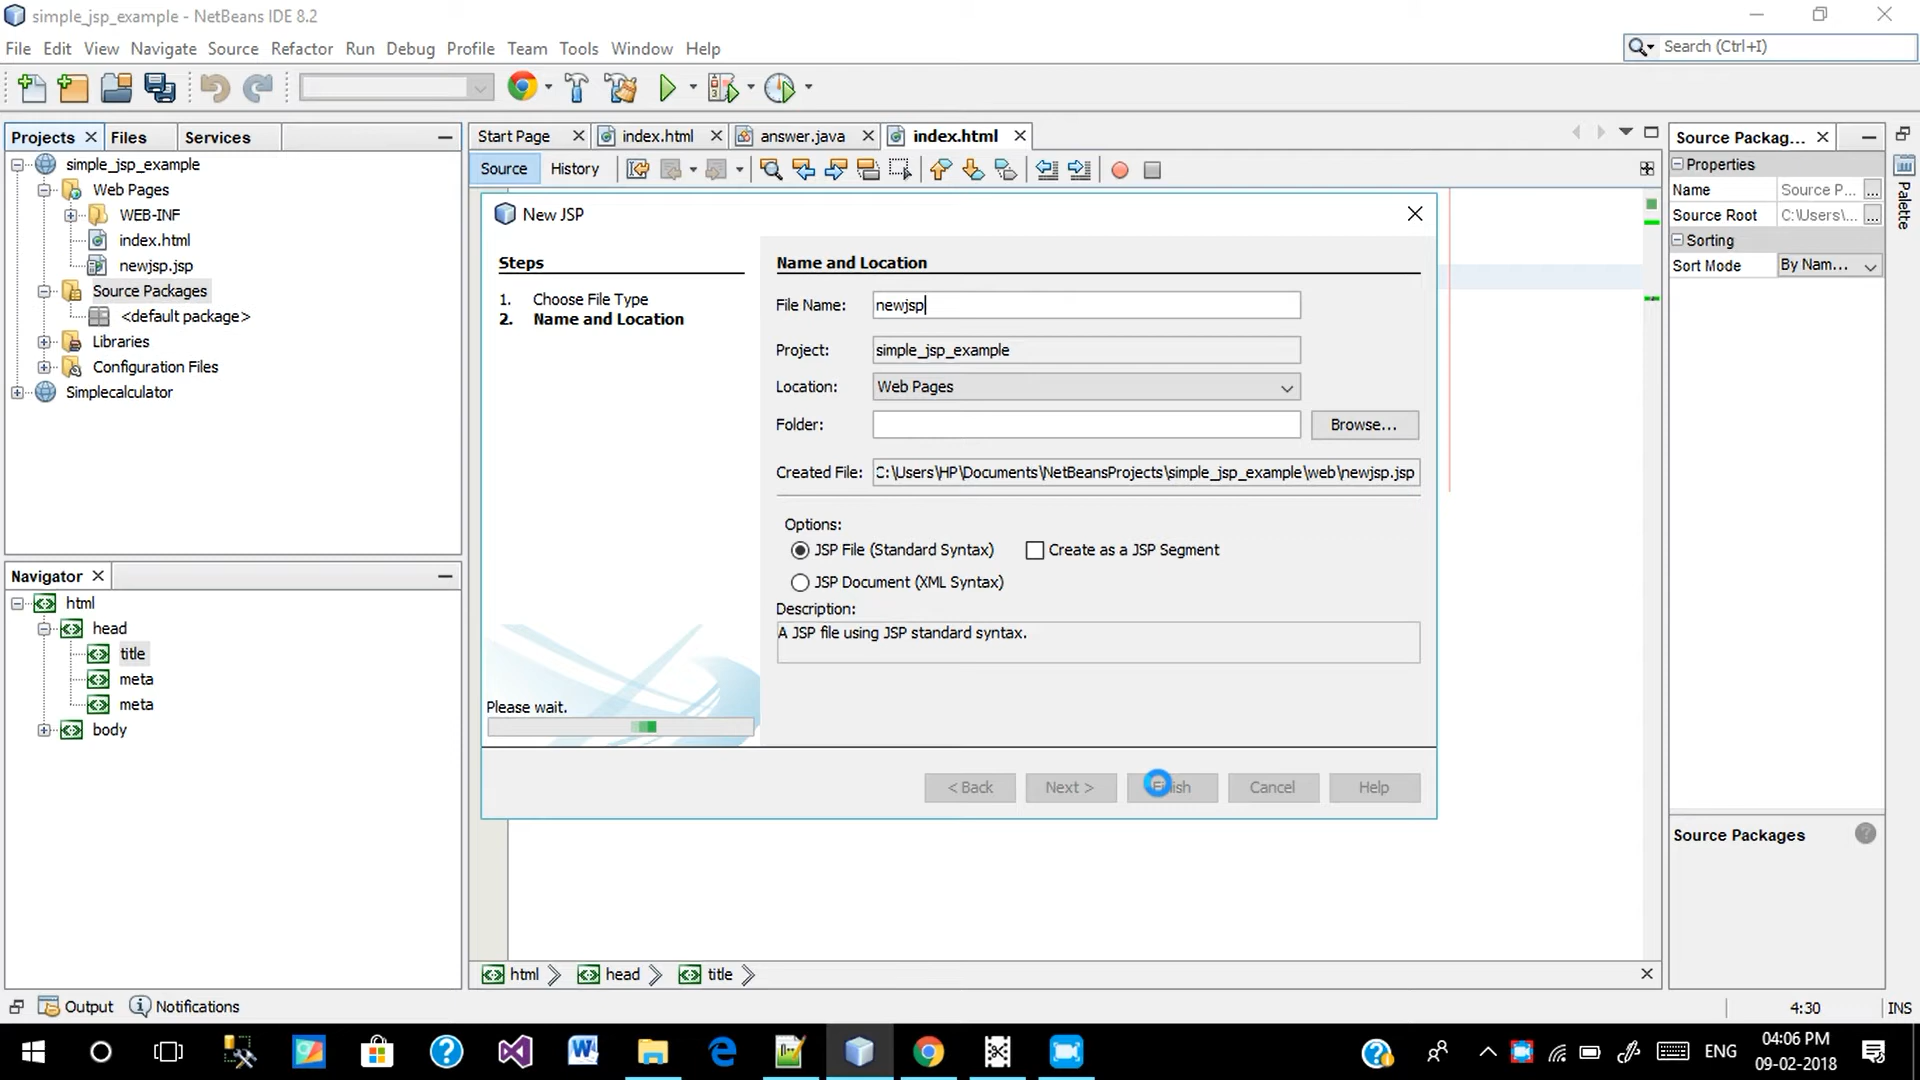 simple_jsp_example - NetBeans IDE 8.2
File Edit View Navigate Source Refactor Run Debug Profile Team Tools Window Help
Search (Ctrl+I)
Projects
Files
Services
simple_jsp_example
Web Pages
WEB-INF
index.html
newjsp.jsp
Source Packages
<default package>
Libraries
Configuration Files
Simplecalculator
Navigator
html
head
title
meta
meta
body
Start Page
index.html
answer.java
index.html
Source
History
New JSP
Steps
1. Choose File Type
2. Name and Location
Please wait.
Name and Location
File Name: newjsp
Project: simple_jsp_example
Location: Web Pages
Folder:
Browse...
Created File: C:\Users\HP\Documents\NetBeansProjects\simple_jsp_example\web\newjsp.jsp
Options:
JSP File (Standard Syntax)
Create as a JSP Segment
JSP Document (XML Syntax)
Description:
A JSP file using JSP standard syntax.
< Back
Next >
Cancel
Help
html head title
Source Packag...
Properties
Name Source P... ...
Source Root C:\Users\... ...
Sorting
Sort Mode By Nam...
Source Packages
Palette
Output
Notifications
4:30
INS
ENG
04:06 PM
09-02-2018